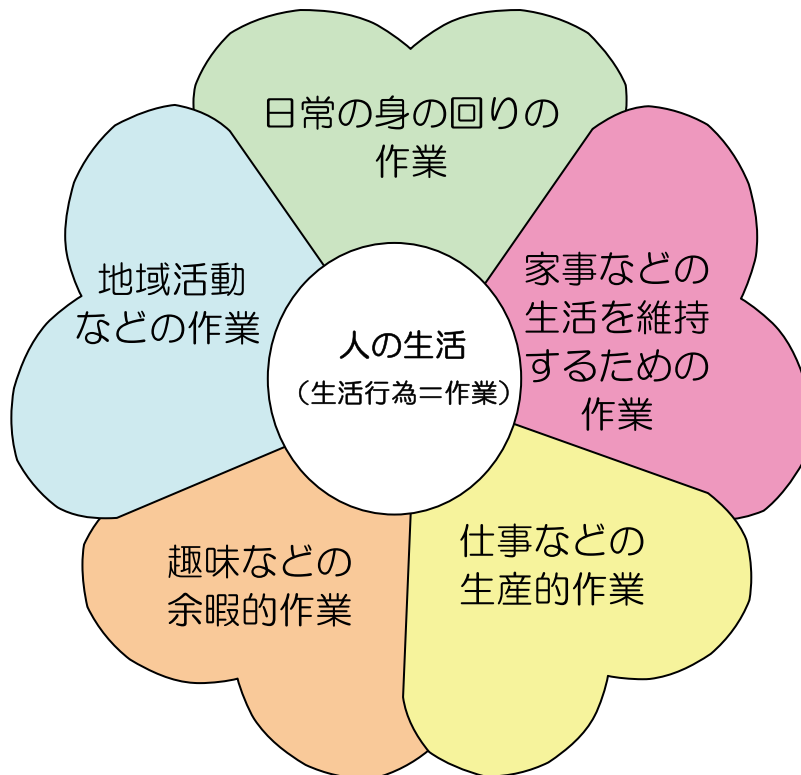 日常の身の回りの
作業
家事などの
生活を維持
するための
作業
仕事などの
生産的作業
趣味などの
余暇的作業
地域活動
などの作業
人の生活
（生活行為＝作業）